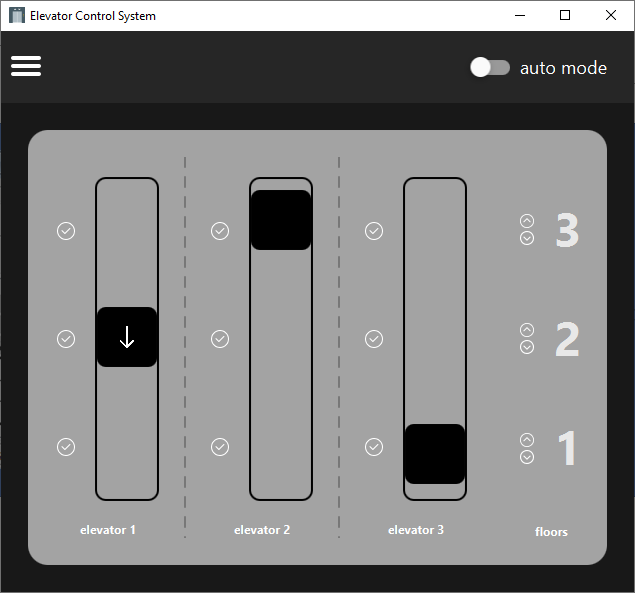 Elevator Control System
auto mode
3
2
1
elevator 1
elevator 2
elevator 3
floors